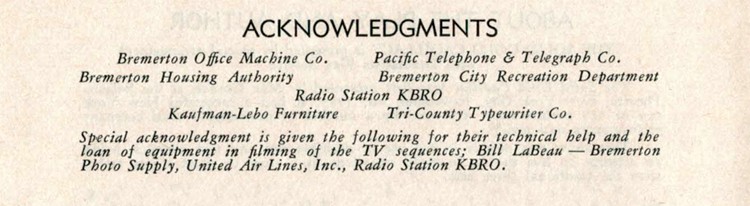 ACKNOWLEDGMENTS
Bremerton Office Machine Co. Pacific Telephone & Telegraph Co.
Bremerton Housing Authority Bremerton City Recreation Department
Radio Station KBRO
Kaufman-Lebo Furniture Tri-County Typewriter Co.
Special acknowledgment is given the following for their technical help and the
loan of equipment in filming of the TV sequences; Bill LaBeau — Bremerton
Photo Supply, United Air Lines, Inc., Radio Station KBRO.